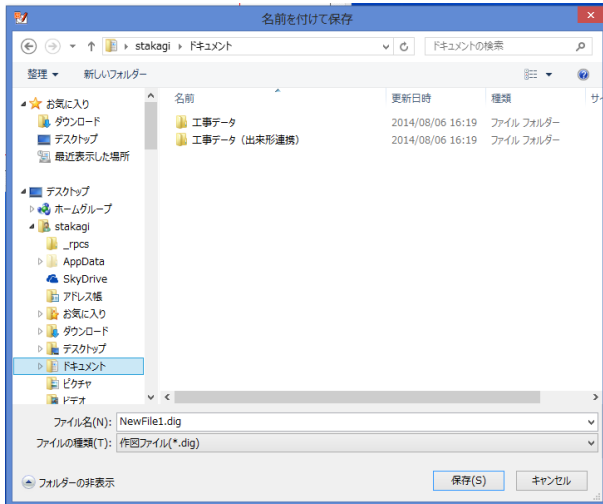 名前を付けて保存
stakagi ドキュメント
ドキュメントの検索
整理 新しいフォルダー
名前 更新日時 種類 サイ
お気に入り
ダウンロード
デスクトップ
最近表示した場所
工事データ 2014/08/06 16:19 ファイル フォルダー
工事データ（出来形連携） 2014/08/06 16:19 ファイル フォルダー
デスクトップ
ホームグループ
stakagi
_rpcs
AppData
SkyDrive
アドレス帳
お気に入り
ダウンロード
デスクトップ
ドキュメント
ピクチャ
ビデオ
ファイル名(N): NewFile1.dig
ファイルの種類(T): 作図ファイル(*.dig)
フォルダーの非表示
保存(S) キャンセル